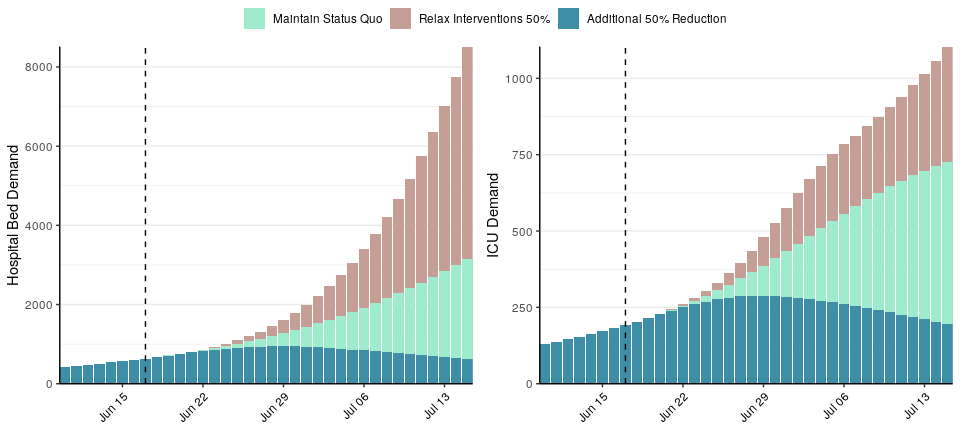 Maintain Status Quo Relax Interventions 50% Additional 50% Reduction
Hospital Bed Demand
8000
6000
4000
2000
0
Jun 15 Jun 22 Jun 29 Jul 06 Jul 13
ICU Demand
1000
750
500
250
0
Jun 15 Jun 22 Jun 29 Jul 06 Jul 13